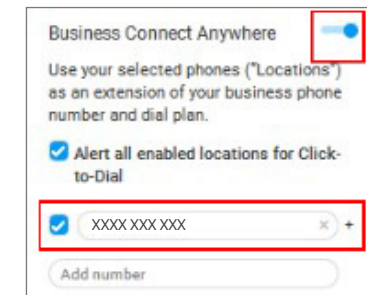 Business Connect Anywhere
Use your selected phones ("Locations")
as an extension of your business phone
number and dial plan.
Alert all enabled locations for Click-
to-Dial
XXXX XXX XXX × +
Add number